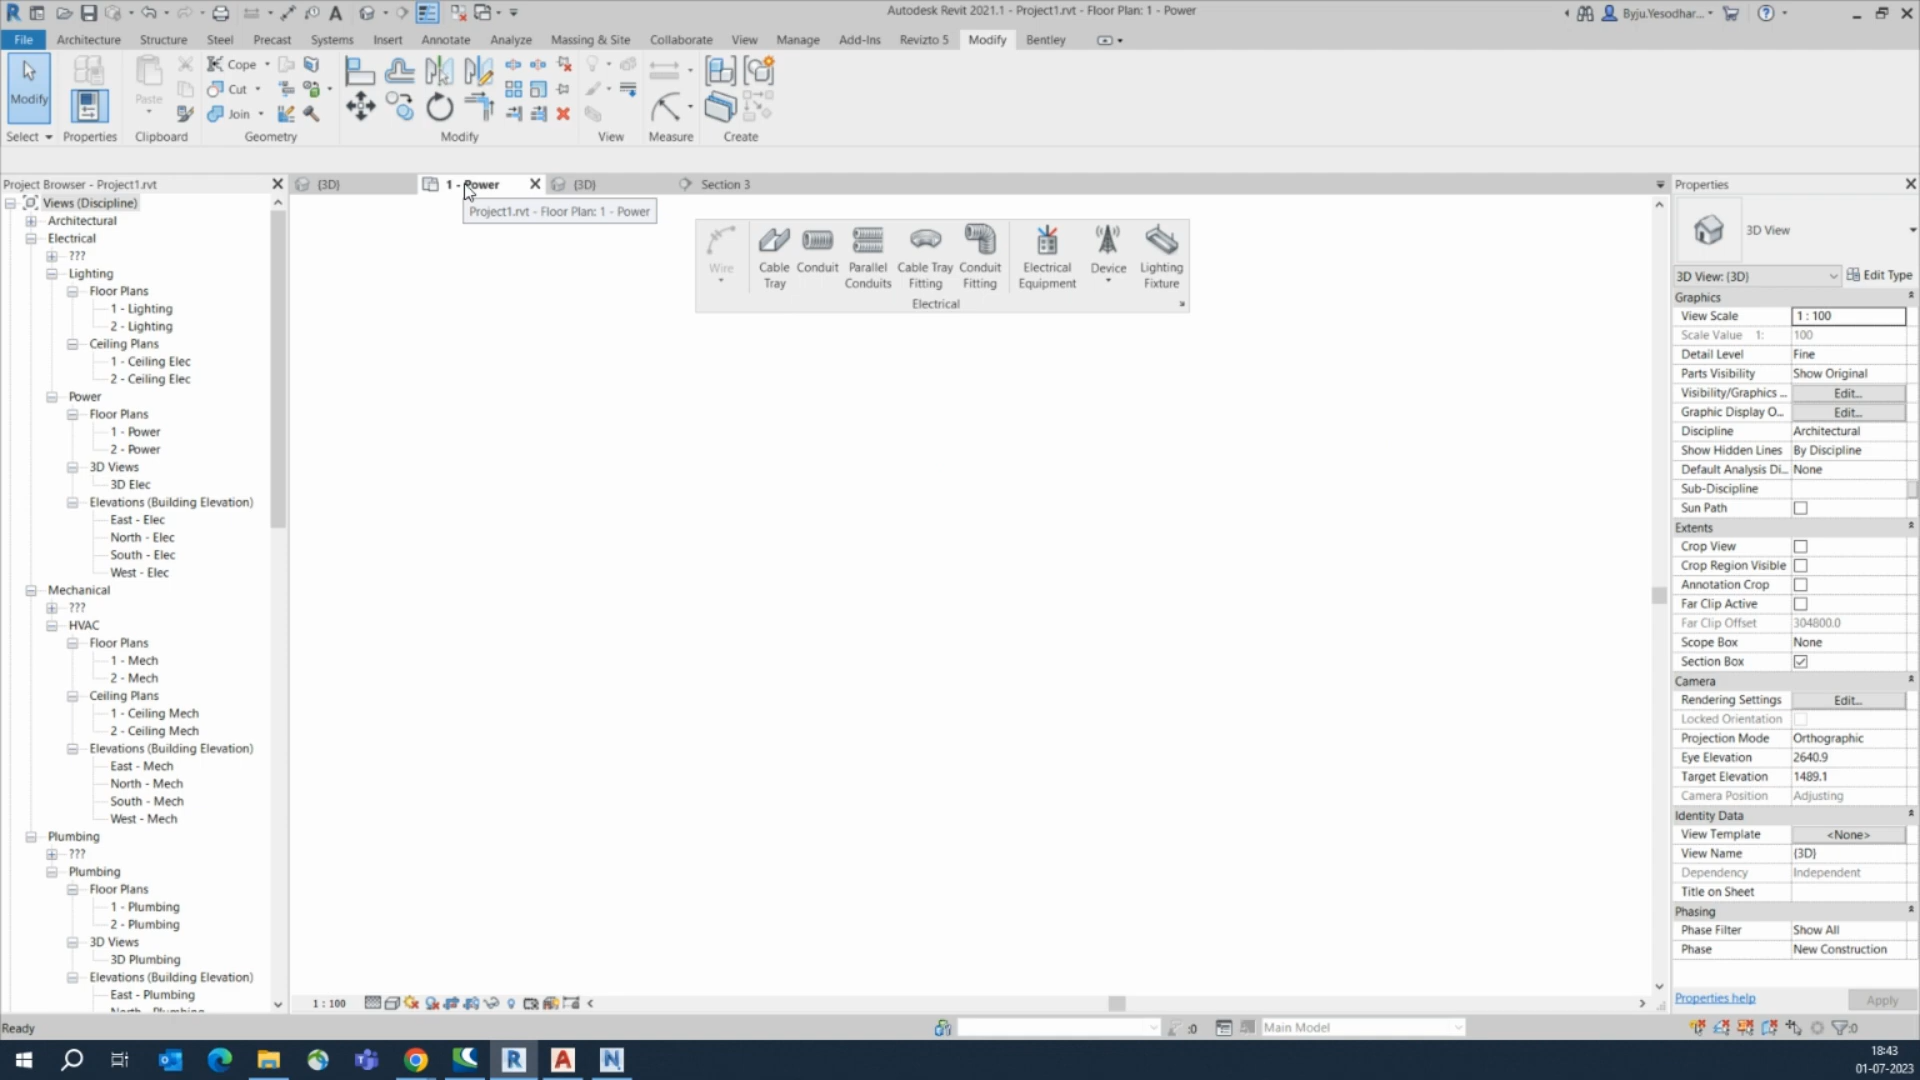 Autodesk Revit 2021.1 - Project1.rvt - Floor Plan: 1 - Power
Byju.Yesodhar...
File Architecture Structure Steel Precast Systems Insert Annotate Analyze Massing & Site Collaborate View Manage Add-Ins Revizto 5 Modify Bentley
Modify
Paste
Cope
Cut
Join
Select Properties Clipboard Geometry Modify View Measure Create
Project Browser - Project1.rvt
{3D}
1 - Power
{3D}
Section 3
Properties
Project1.rvt - Floor Plan: 1 - Power
Views (Discipline)
Architectural
Electrical
???
Lighting
Floor Plans
1 - Lighting
2 - Lighting
Ceiling Plans
1 - Ceiling Elec
2 - Ceiling Elec
Power
Floor Plans
1 - Power
2 - Power
3D Views
3D Elec
Elevations (Building Elevation)
East - Elec
North - Elec
South - Elec
West - Elec
Mechanical
???
HVAC
Floor Plans
1 - Mech
2 - Mech
Ceiling Plans
1 - Ceiling Mech
2 - Ceiling Mech
Elevations (Building Elevation)
East - Mech
North - Mech
South - Mech
West - Mech
Plumbing
???
Plumbing
Floor Plans
1 - Plumbing
2 - Plumbing
3D Views
3D Plumbing
Elevations (Building Elevation)
East - Plumbing
North - Plumbing
Wire
Cable Tray
Conduit
Parallel Conduits
Cable Tray Fitting
Conduit Fitting
Electrical Equipment
Device
Lighting Fixture
Electrical
3D View
3D View: {3D} Edit Type
Graphics
View Scale 1 : 100
Scale Value 1: 100
Detail Level Fine
Parts Visibility Show Original
Visibility/Graphics ... Edit...
Graphic Display O... Edit...
Discipline Architectural
Show Hidden Lines By Discipline
Default Analysis Di... None
Sub-Discipline
Sun Path
Extents
Crop View
Crop Region Visible
Annotation Crop
Far Clip Active
Far Clip Offset 304800.0
Scope Box None
Section Box
Camera
Rendering Settings Edit...
Locked Orientation
Projection Mode Orthographic
Eye Elevation 2640.9
Target Elevation 1489.1
Camera Position Adjusting
Identity Data
View Template <None>
View Name {3D}
Dependency Independent
Title on Sheet
Phasing
Phase Filter Show All
Phase New Construction
Properties help Apply
1 : 100
Ready
:0
Main Model
:0
18:43
01-07-2023